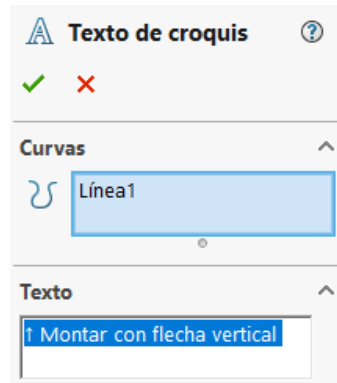 Texto de croquis
Curvas
Línea1
Texto
↑ Montar con flecha vertical